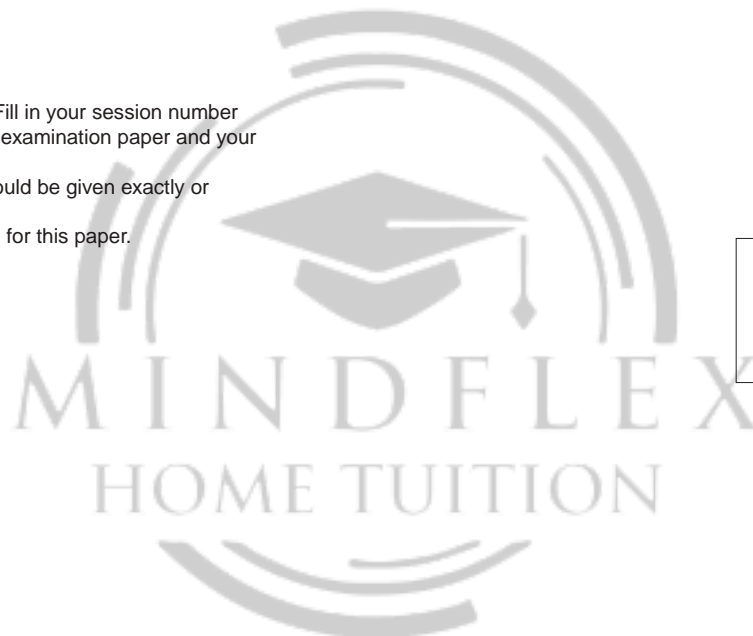 Fill in your session number
examination paper and your
ould be given exactly or
for this paper.
MINDFLEX
HOME TUITION